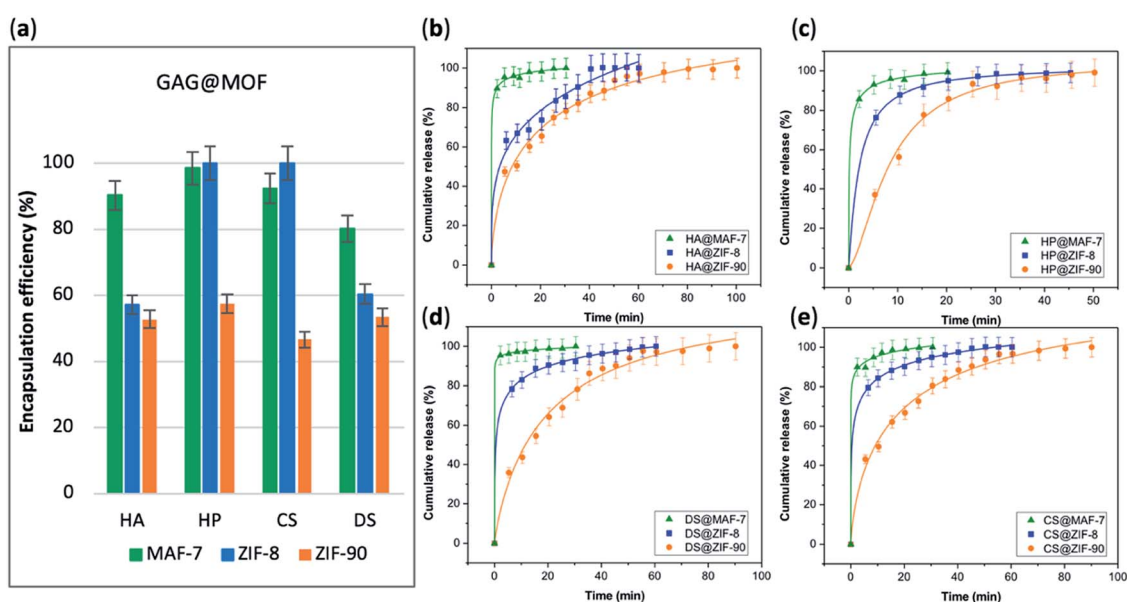 (a)
GAG@MOF
Encapsulation efficiency (%)
100
80
60
40
20
0
HA HP CS DS
MAF-7 ZIF-8 ZIF-90
(b)
Cumulative release (%)
100
80
60
40
20
0
HA@MAF-7
HA@ZIF-8
HA@ZIF-90
0 20 40 60 80 100
Time (min)
(c)
Cumulative release (%)
100
80
60
40
20
0
HP@MAF-7
HP@ZIF-8
HP@ZIF-90
0 10 20 30 40 50
Time (min)
(d)
Cumulative release (%)
100
80
60
40
20
0
DS@MAF-7
DS@ZIF-8
DS@ZIF-90
0 20 40 60 80 100
Time (min)
(e)
Cumulative release (%)
100
80
60
40
20
0
CS@MAF-7
CS@ZIF-8
CS@ZIF-90
0 20 40 60 80 100
Time (min)